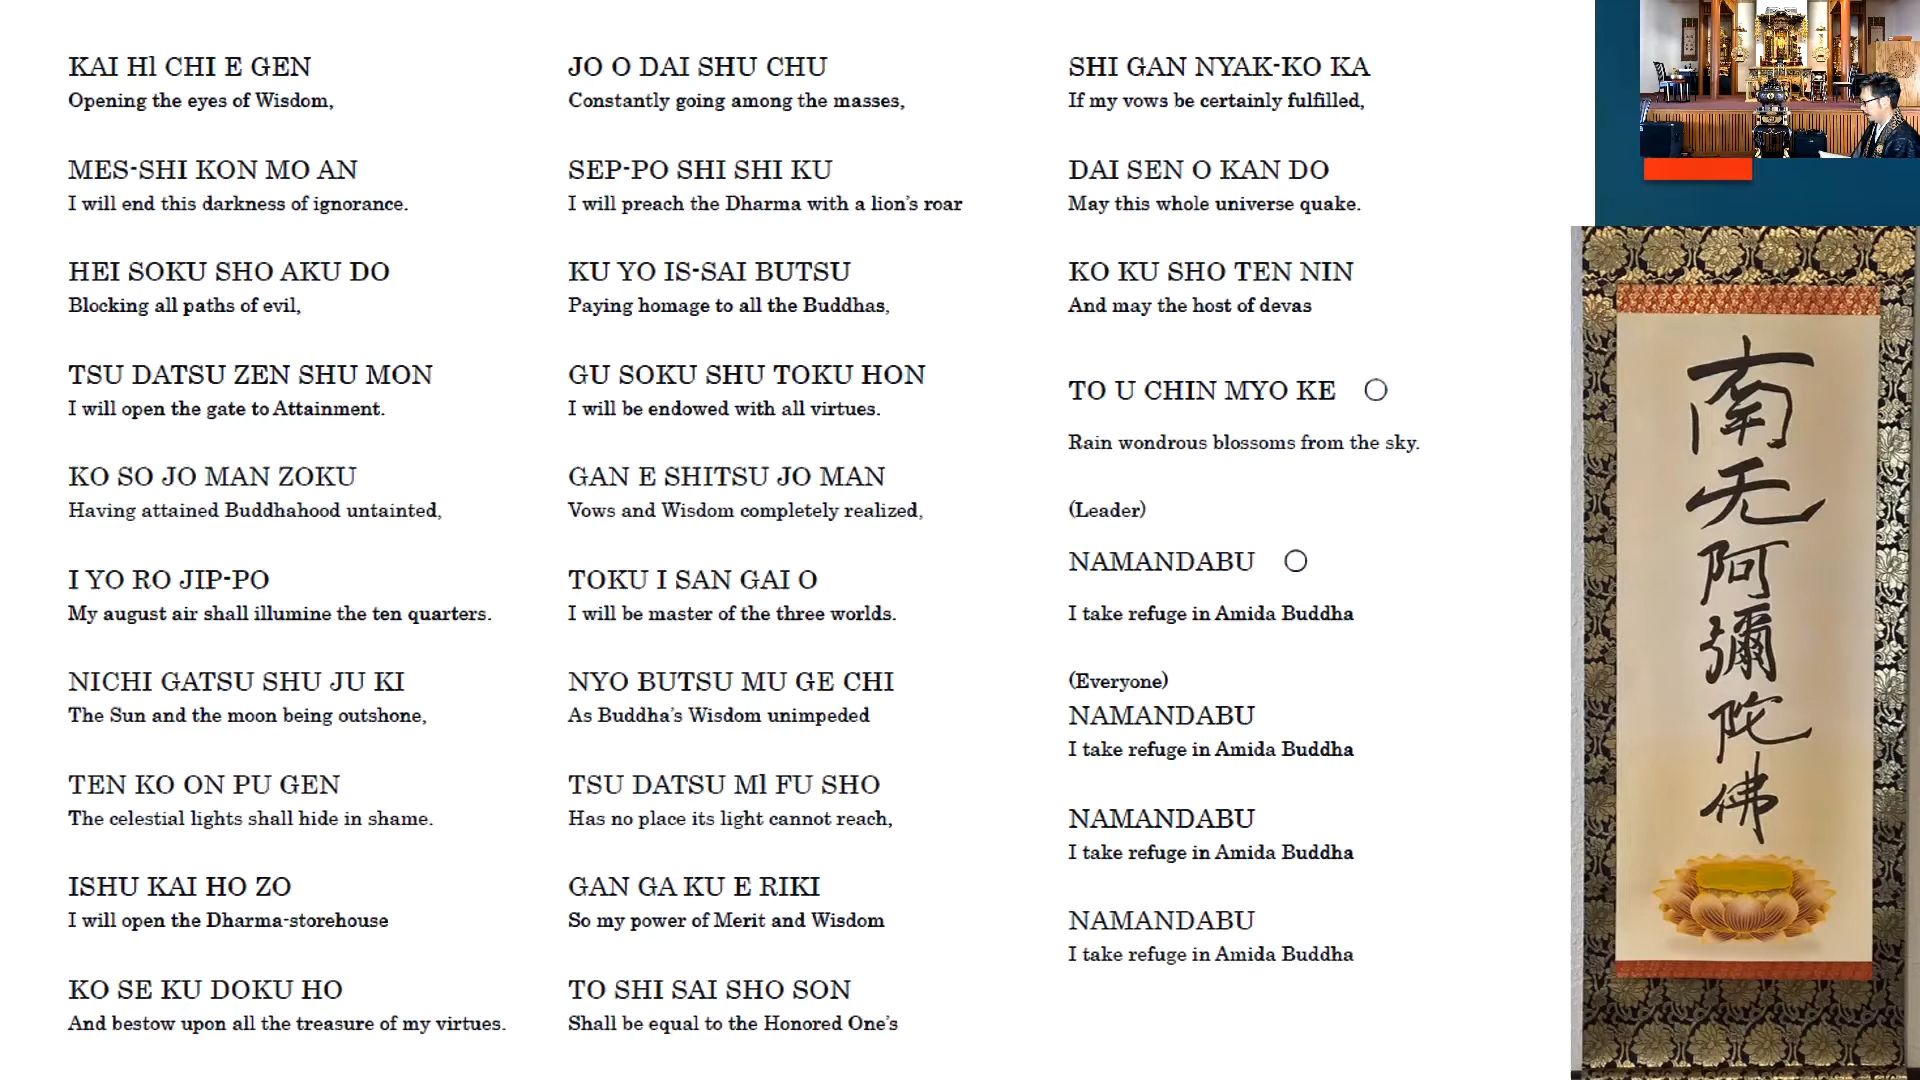 KAI Hl CHI E GEN
Opening the eyes of Wisdom,
MES-SHI KON MO AN
I will end this darkness of ignorance.
HEI SOKU SHO AKU DO
Blocking all paths of evil,
TSU DATSU ZEN SHU MON
I will open the gate to Attainment.
KO SO JO MAN ZOKU
Having attained Buddhahood untainted,
I YO RO JIP-PO
My august air shall illumine the ten quarters.
NICHI GATSU SHU JU KI
The Sun and the moon being outshone,
TEN KO ON PU GEN
The celestial lights shall hide in shame.
ISHU KAI HO ZO
I will open the Dharma-storehouse
KO SE KU DOKU HO
And bestow upon all the treasure of my virtues.
JO O DAI SHU CHU
Constantly going among the masses,
SEP-PO SHI SHI KU
I will preach the Dharma with a lion's roar
KU YO IS-SAI BUTSU
Paying homage to all the Buddhas,
GU SOKU SHU TOKU HON
I will be endowed with all virtues.
GAN E SHITSU JO MAN
Vows and Wisdom completely realized,
TOKU I SAN GAI O
I will be master of the three worlds.
NYO BUTSU MU GE CHI
As Buddha's Wisdom unimpeded
TSU DATSU Ml FU SHO
Has no place its light cannot reach,
GAN GA KU E RIKI
So my power of Merit and Wisdom
TO SHI SAI SHO SON
Shall be equal to the Honored One's
SHI GAN NYAK-KO KA
If my vows be certainly fulfilled,
DAI SEN O KAN DO
May this whole universe quake.
KO KU SHO TEN NIN
And may the host of devas
TO U CHIN MYO KE ○
Rain wondrous blossoms from the sky.
(Leader)
NAMANDABU ○
I take refuge in Amida Buddha
(Everyone)
NAMANDABU
I take refuge in Amida Buddha
NAMANDABU
I take refuge in Amida Buddha
NAMANDABU
I take refuge in Amida Buddha
南无阿彌陀佛